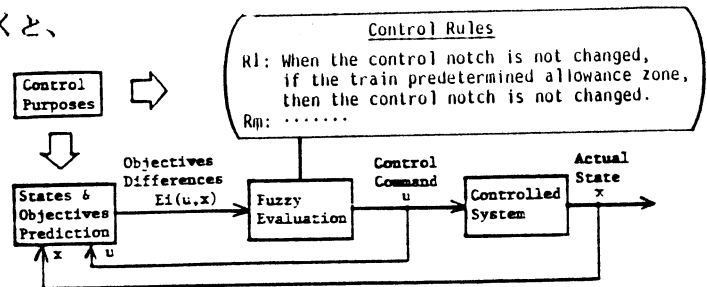 くと、
Control Rules
R1: When the control notch is not changed,
if the train predetermined allowance zone,
then the control notch is not changed.
Rm: ·······
Control
Purposes
Objectives
Differences
Ei(u,x)
Control
Command
u
Actual
State
x
States &
Objectives
Prediction
Fuzzy
Evaluation
Controlled
System
x u